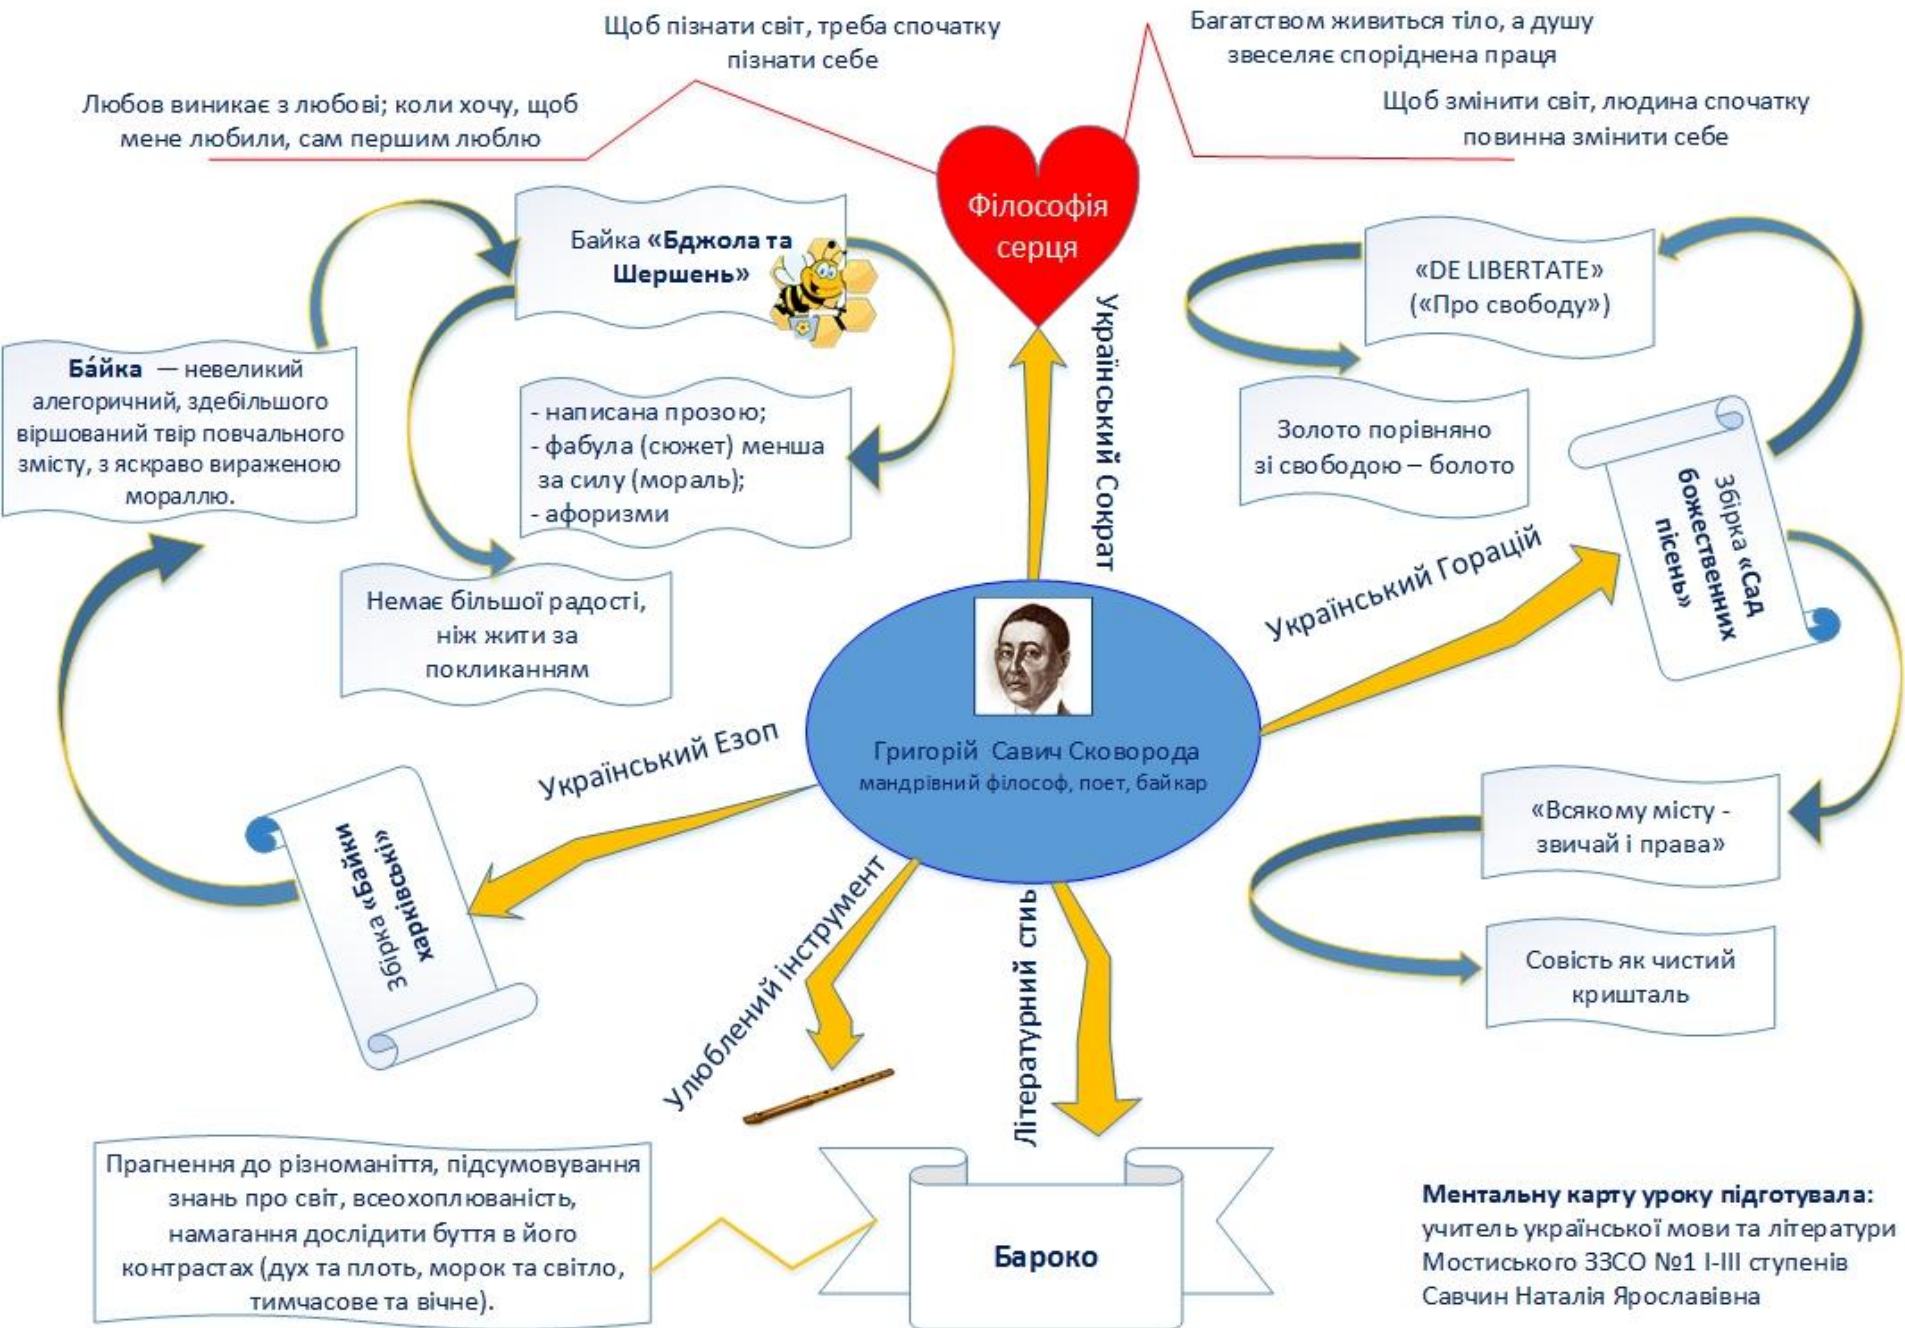 Щоб пізнати світ, треба спочатку
пізнати себе
Багатством живиться тіло, а душу
звеселяє споріднена праця
Любов виникає з любові; коли хочу, щоб
мене любили, сам першим люблю
Щоб змінити світ, людина спочатку
повинна змінити себе
Філософія
серця
Байка «Бджола та
Шершень»
«DE LIBERTATE»
(«Про свободу»)
Ба́йка — невеликий
алегоричний, здебільшого
віршований твір повчального
змісту, з яскраво вираженою
мораллю.
- написана прозою;
- фабула (сюжет) менша
за силу (мораль);
- афоризми
Український Сократ
Золото порівняно
зі свободою – болото
Збірка «Сад
божественних
пісень»
Український Горацій
Немає більшої радості,
ніж жити за
покликанням
Український Езоп
Григорій Савич Сковорода
мандрівний філософ, поет, байкар
«Всякому місту -
звичай і права»
Збірка «Байки
харківські»
Улюблений інструмент
Літературний стиь
Совість як чистий
кришталь
Прагнення до різноманіття, підсумовування
знань про світ, всеохоплюваність,
намагання дослідити буття в його
контрастах (дух та плоть, морок та світло,
тимчасове та вічне).
Бароко
Ментальну карту уроку підготувала:
учитель української мови та літератури
Мостиського ЗЗСО №1 І-ІІІ ступенів
Савчин Наталія Ярославівна